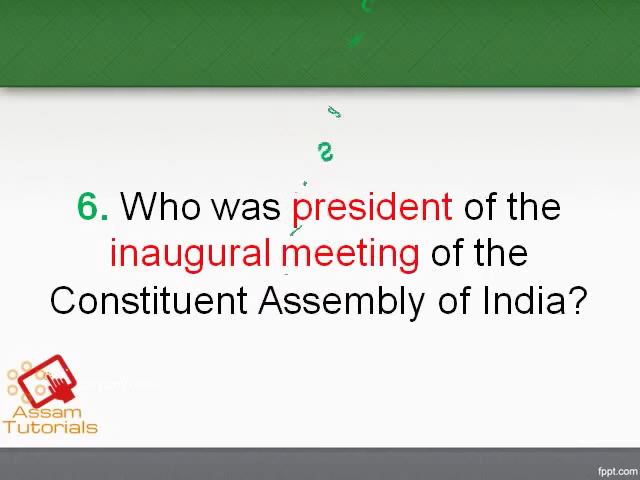 6. Who was president of the
inaugural meeting of the
Constituent Assembly of India?
Assam
Tutorials
fppt.com